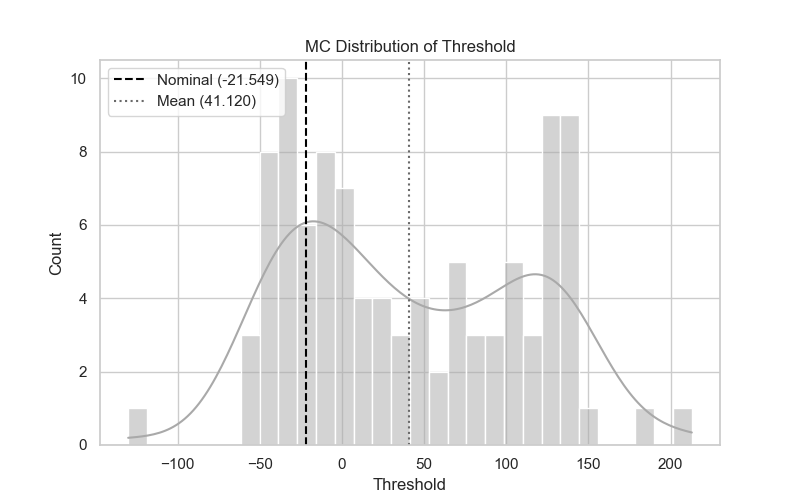 MC Distribution of Threshold
Nominal (-21.549)
Mean (41.120)
10
8
6
4
2
0
Count
−100
−50
0
50
100
150
200
Threshold